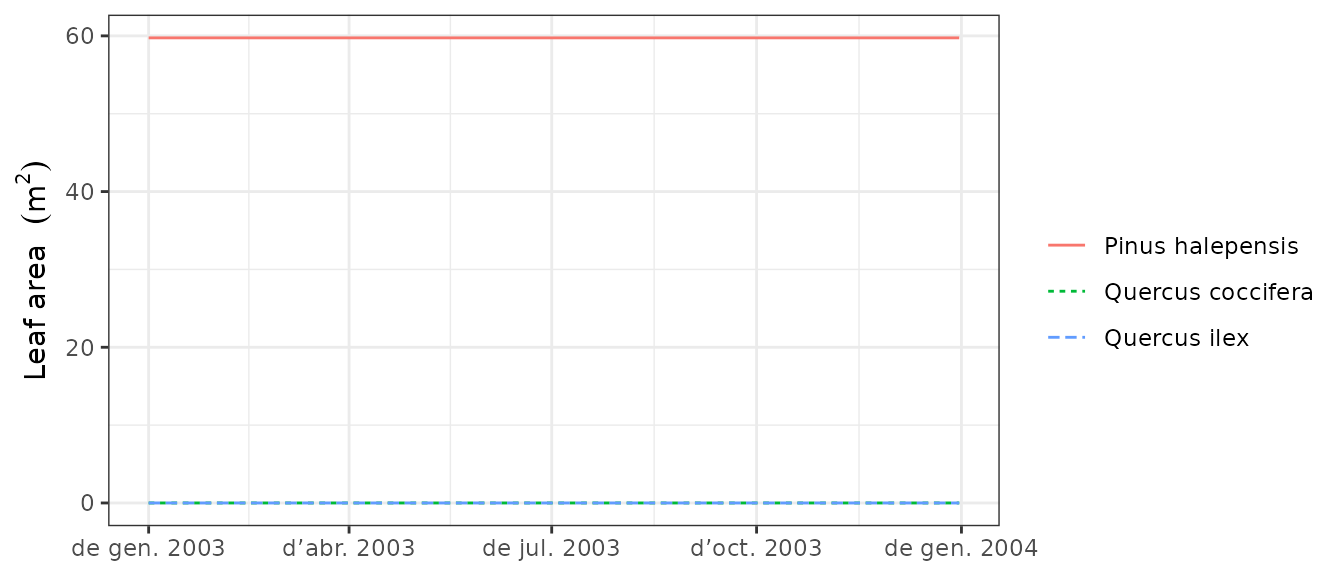 60
40
20
0
Leaf area (m²)
de gen. 2003
d’abr. 2003
de jul. 2003
d’oct. 2003
de gen. 2004
Pinus halepensis
Quercus coccifera
Quercus ilex